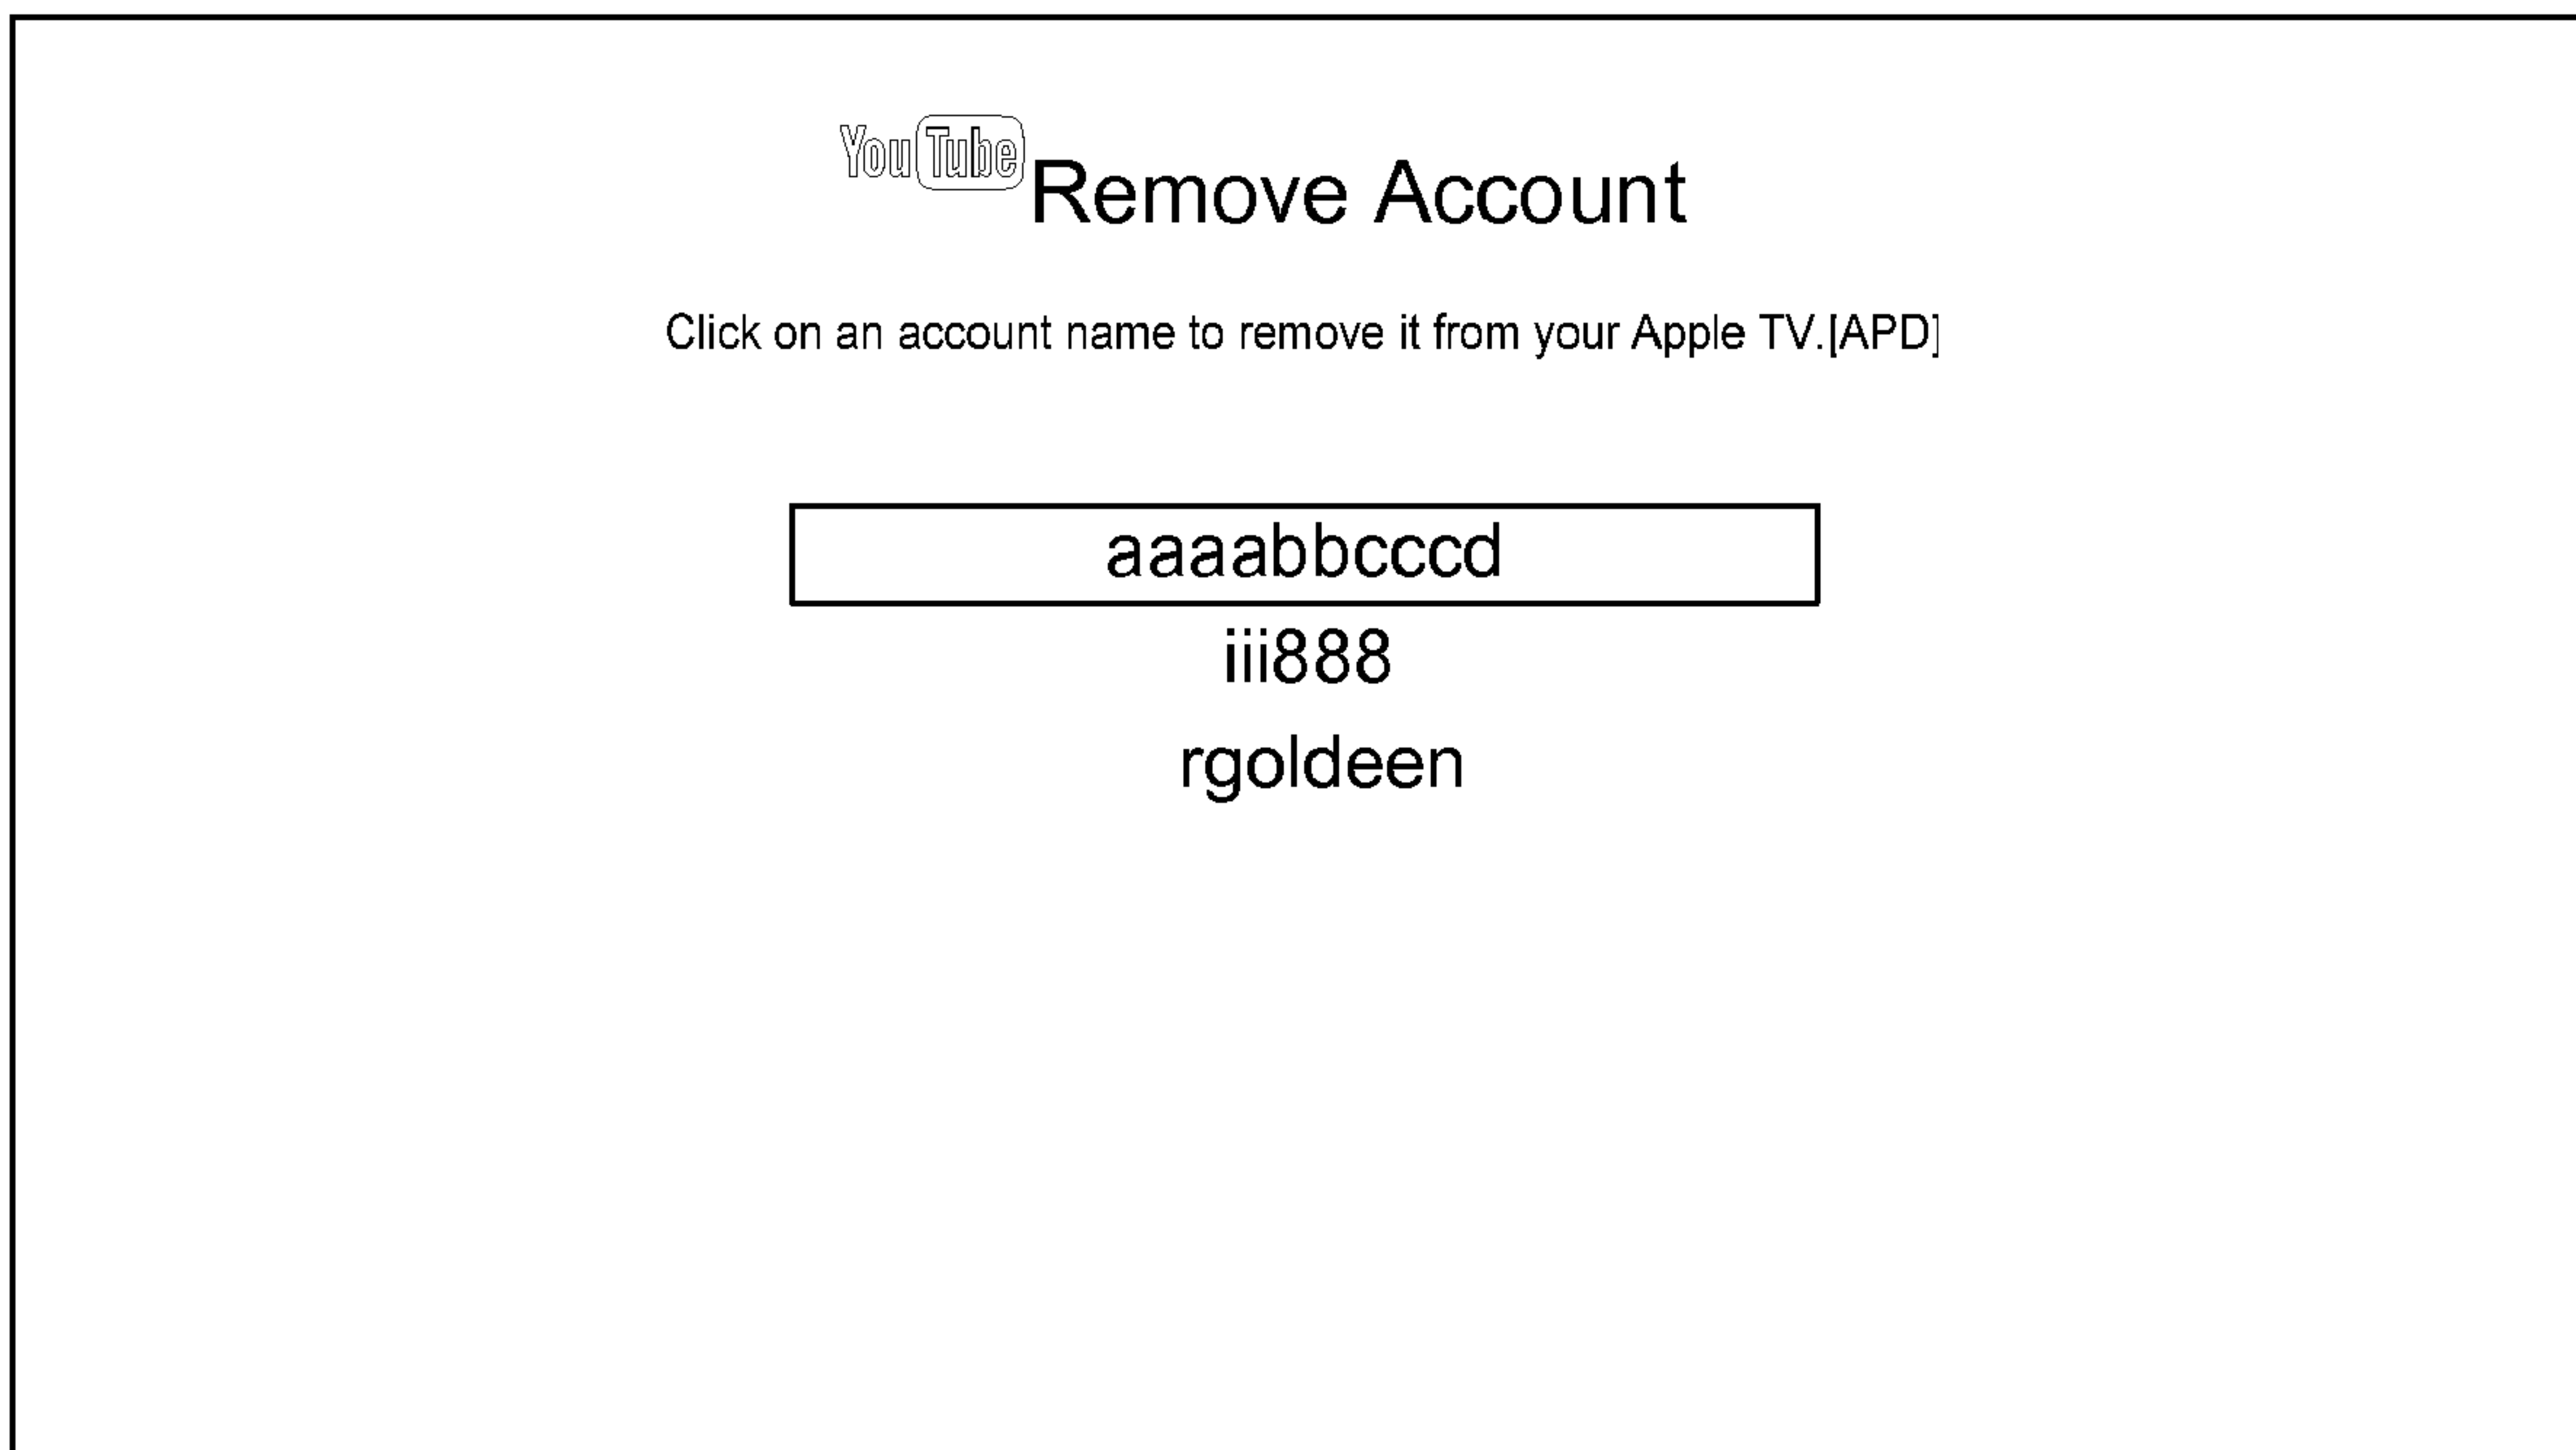 YouTube Remove Account
Click on an account name to remove it from your Apple TV.[APD]
aaaabbcccd
iii888
rgoldeen